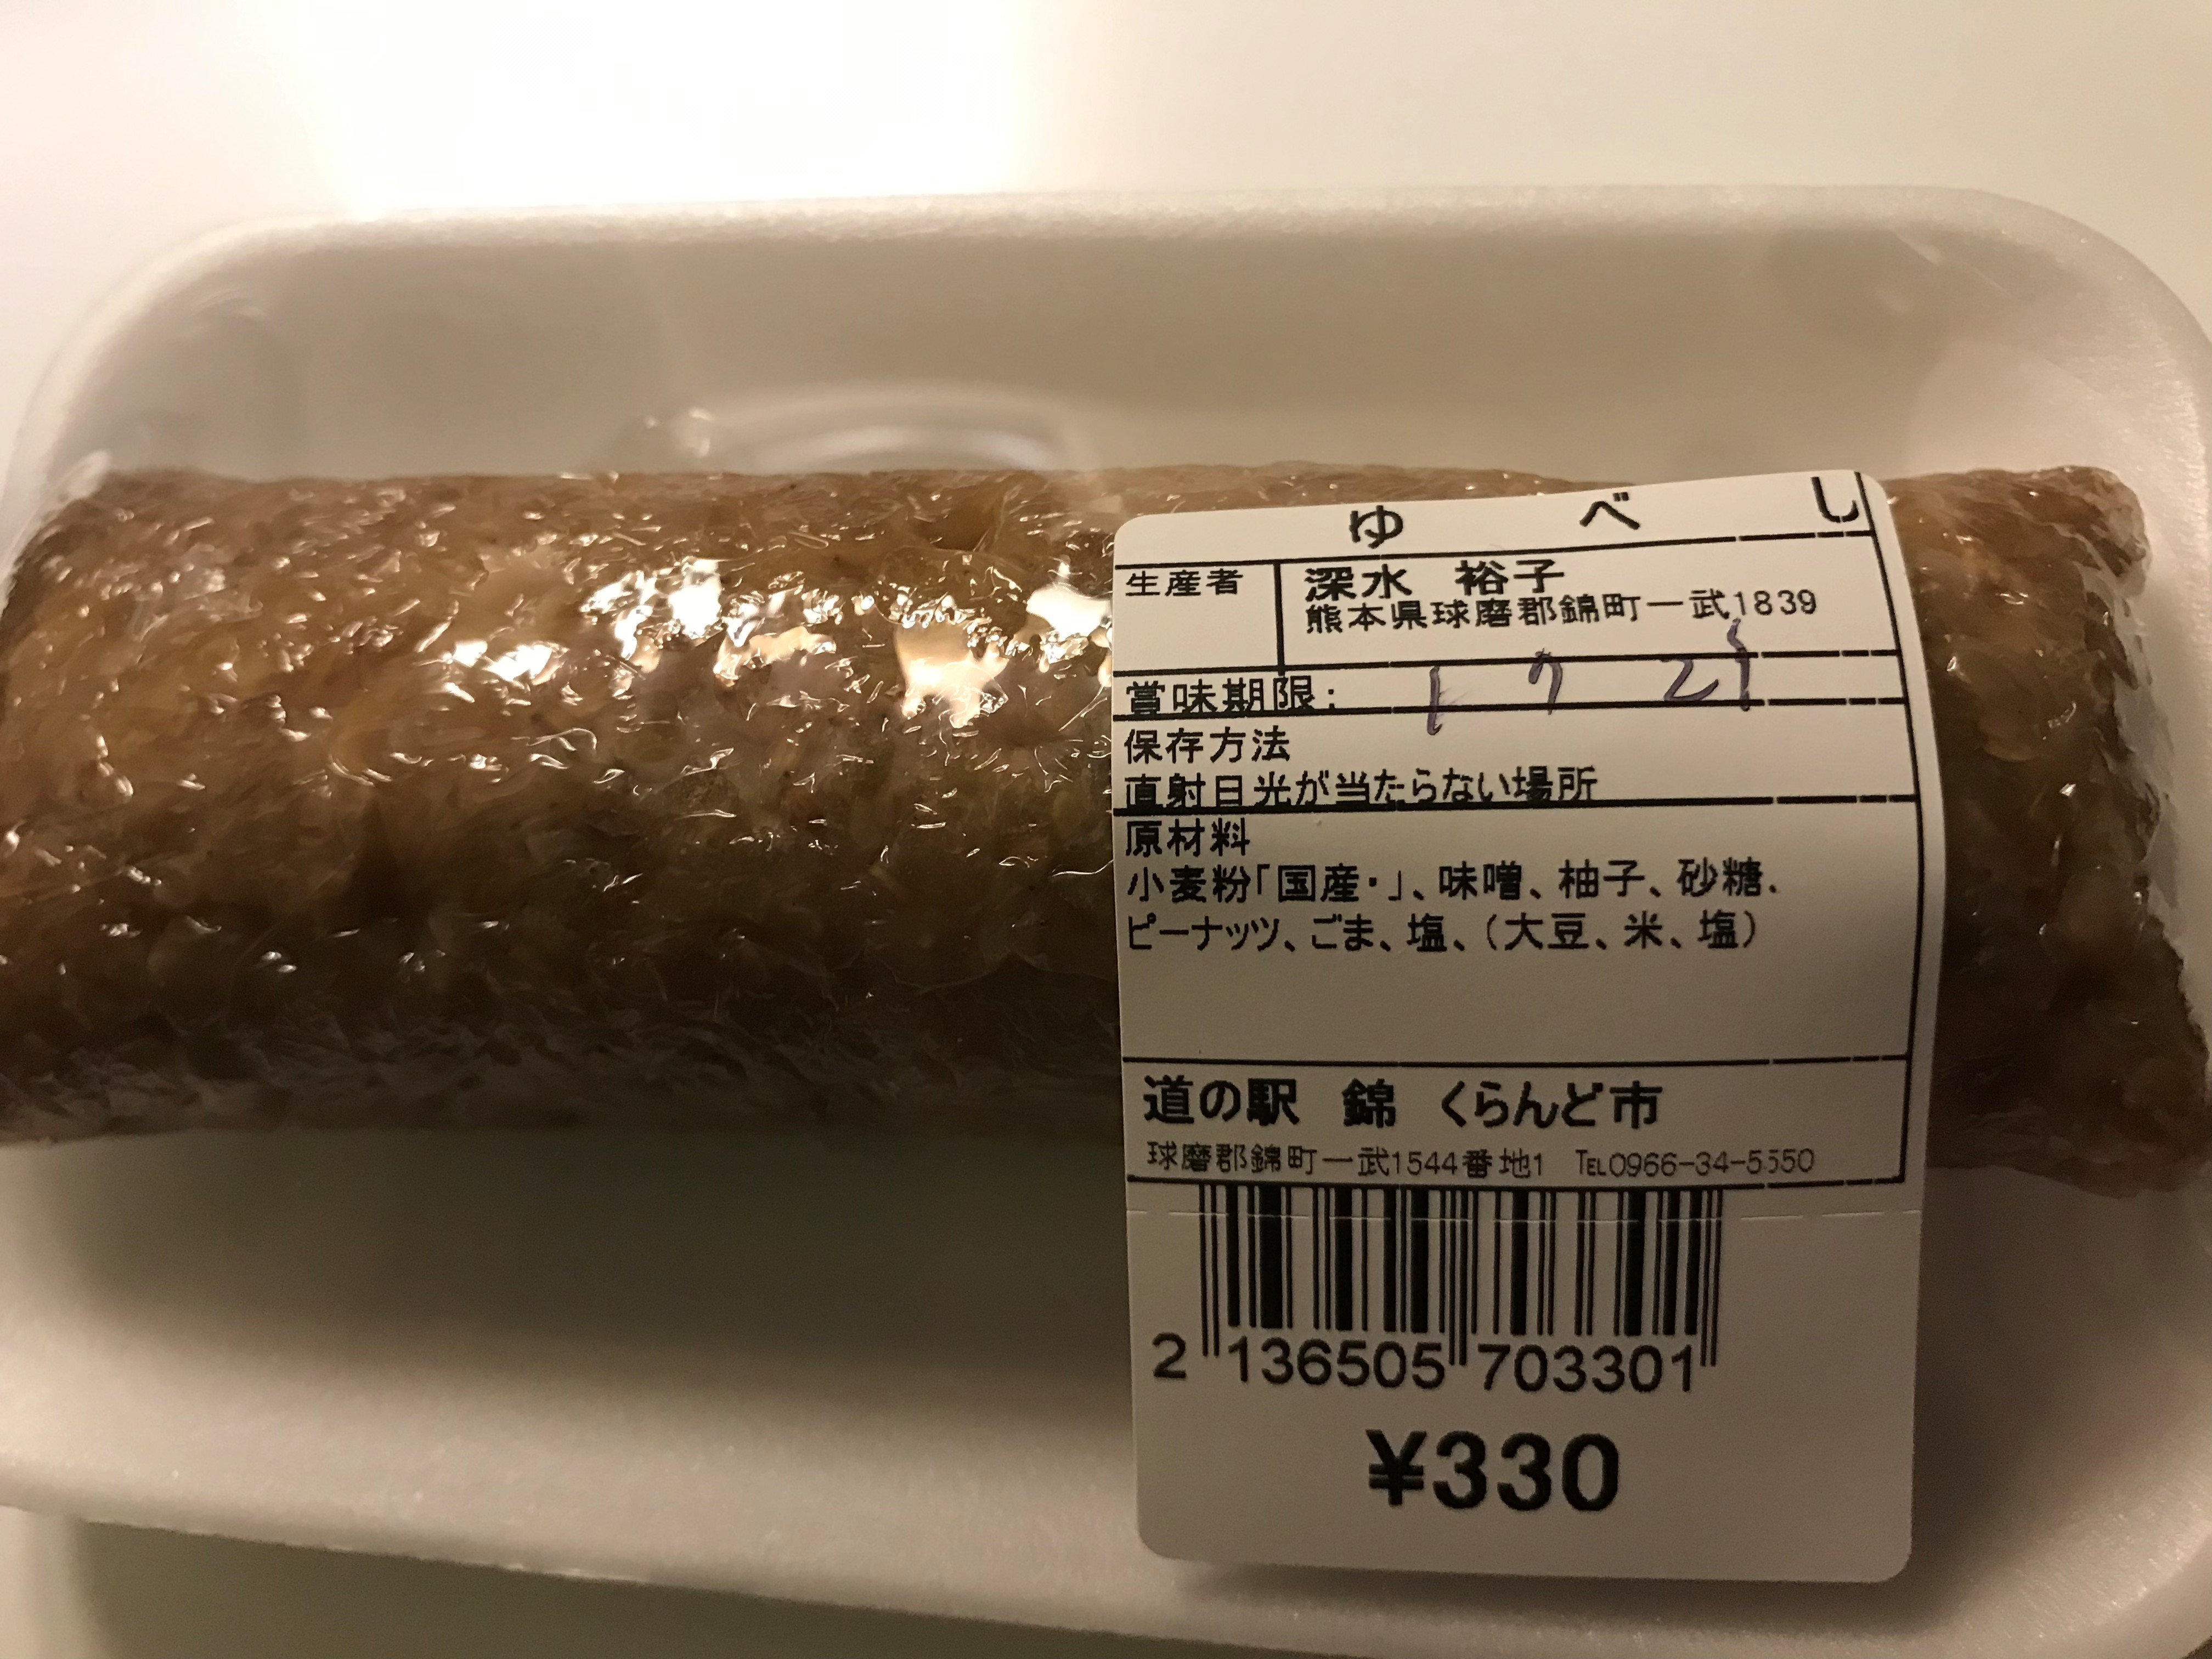 ゆべし
生産者 深水 裕子
熊本県球磨郡錦町一武1839
賞味期限: 1 7 21
保存方法
直射日光が当たらない場所
原材料
小麦粉「国産・」、味噌、柚子、砂糖、
ピーナッツ、ごま、塩、(大豆、米、塩)
道の駅 錦 くらんど市
球磨郡錦町一武1544番地1 TEL0966-34-5550
2 136505 703301
¥330